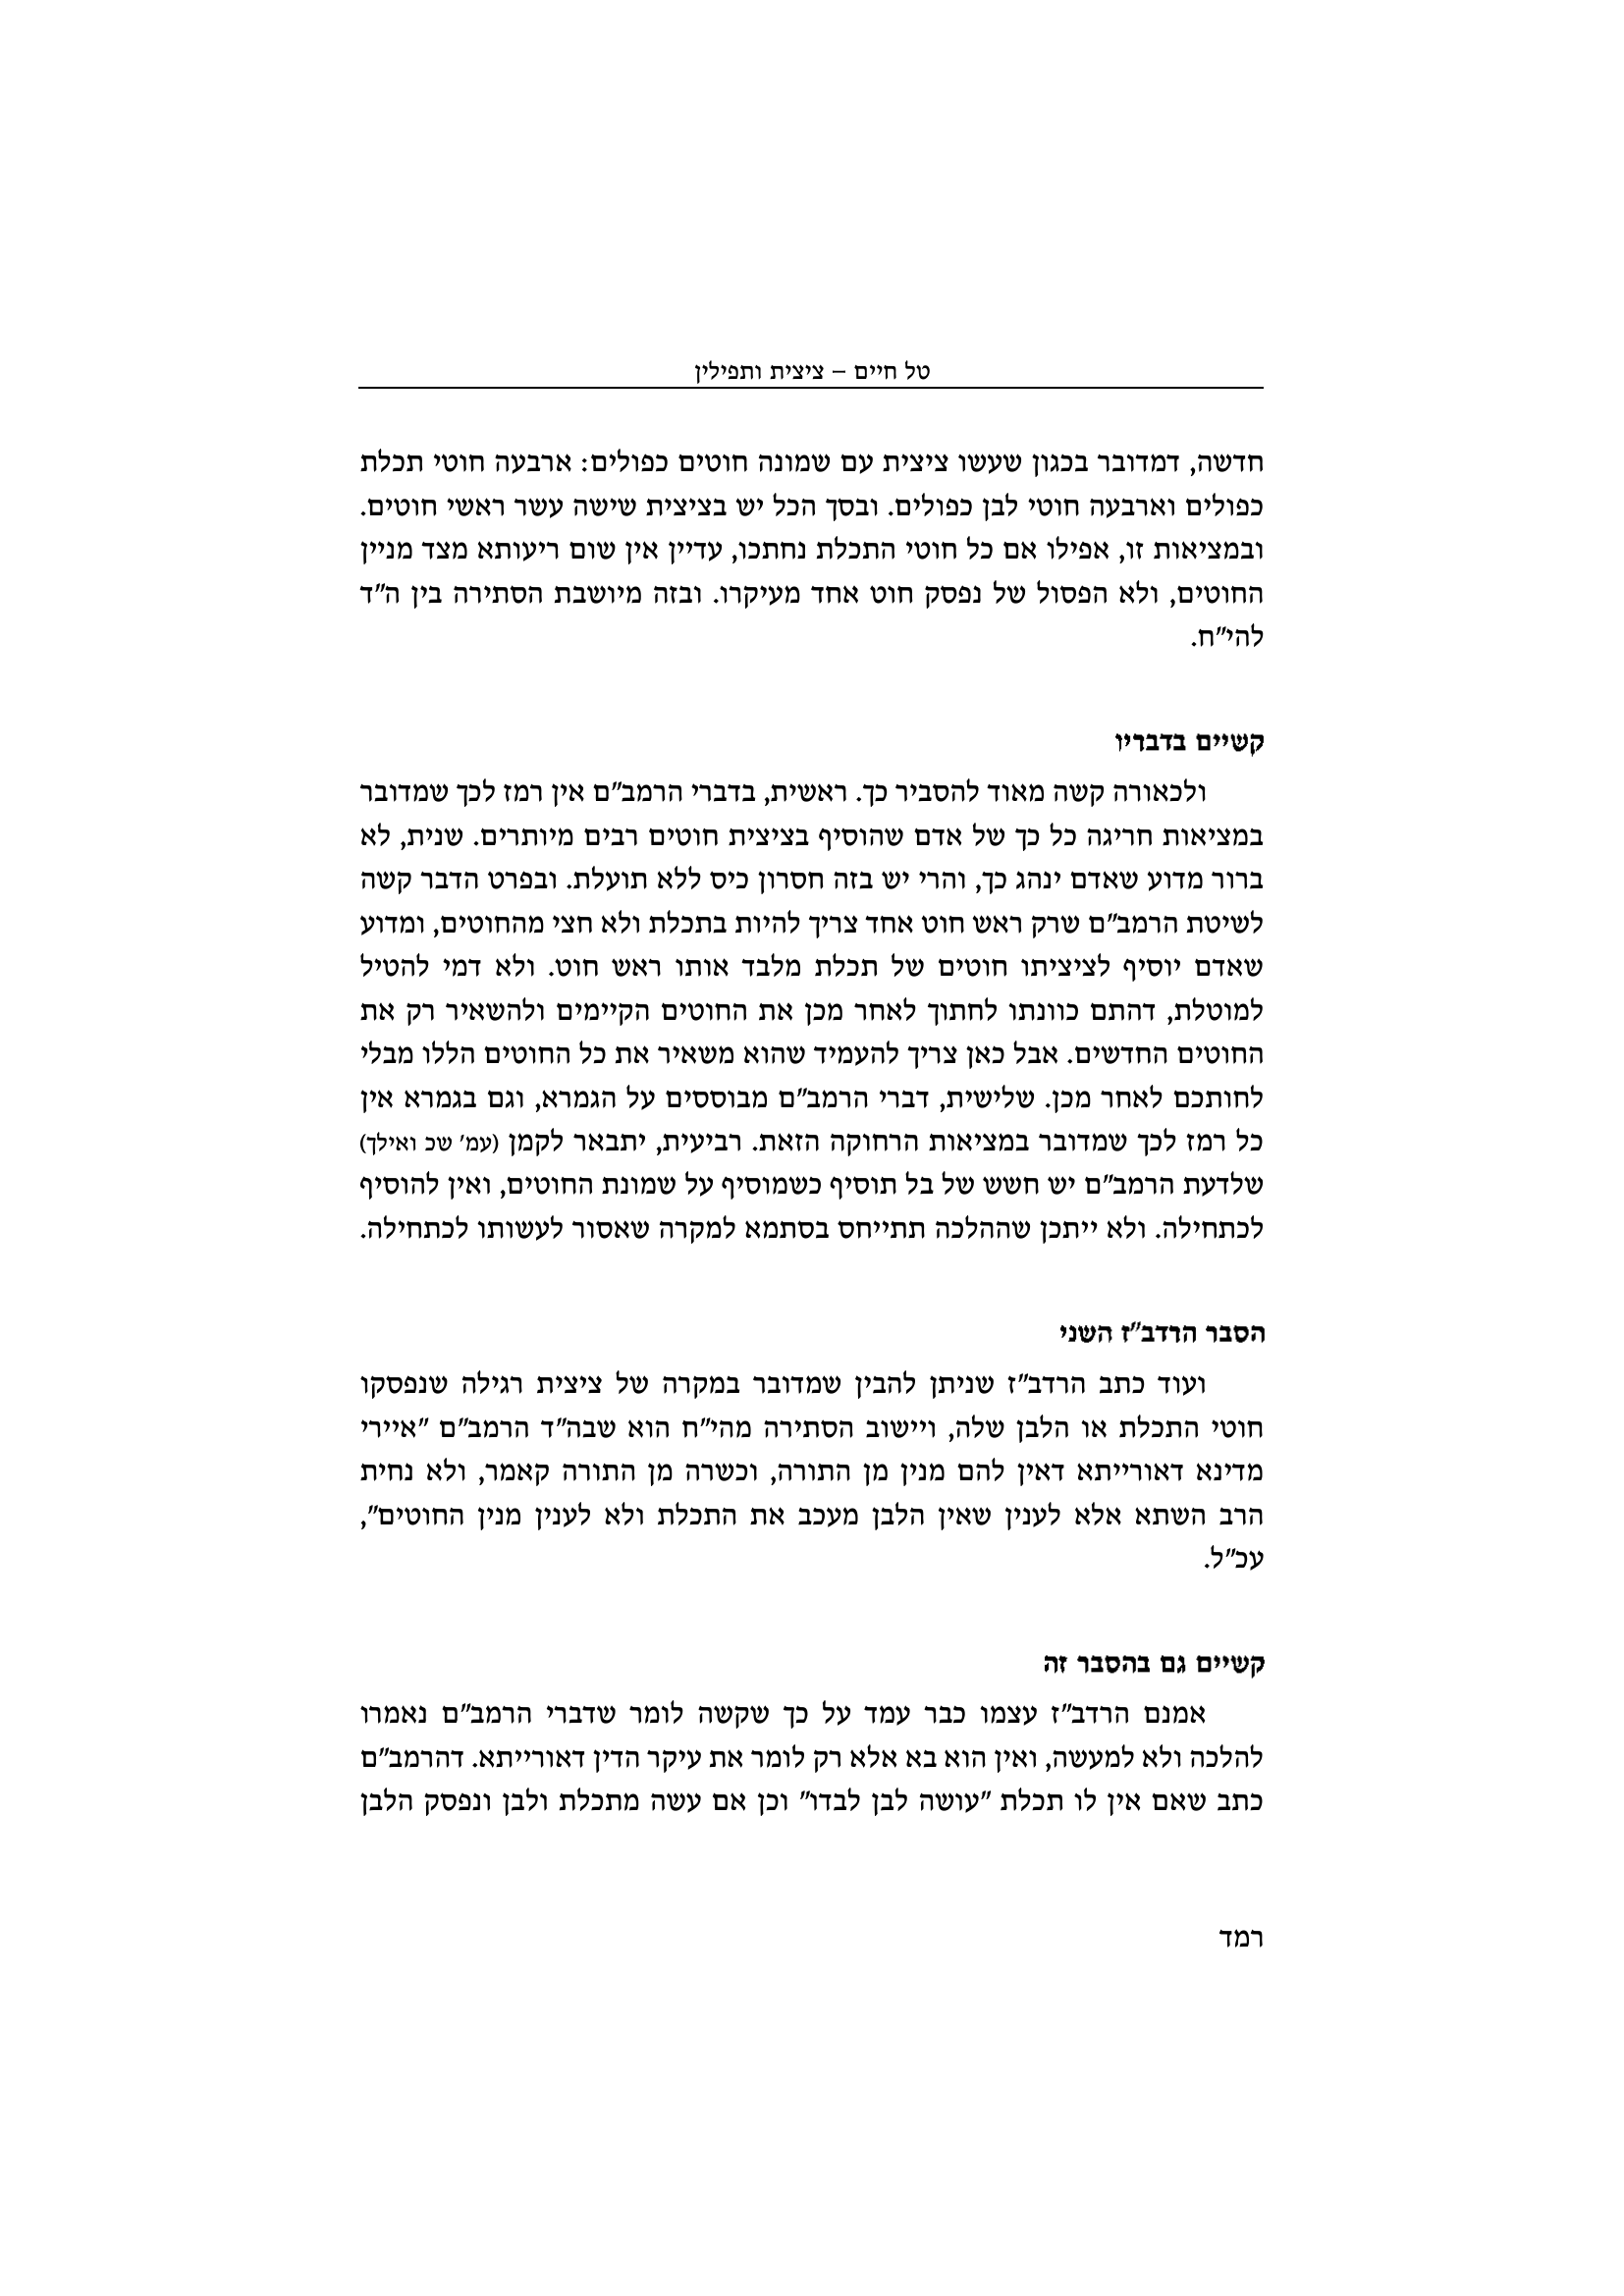 טל חיים – ציצית ותפילין
חדשה, דמדובר בכגון שעשו ציצית עם שמונה חוטים כפולים: ארבעה חוטי תכלת
כפולים וארבעה חוטי לבן כפולים. ובסך הכל יש בציצית שישה עשר ראשי חוטים.
ובמציאות זו, אפילו אם כל חוטי התכלת נחתכו, עדיין אין שום ריעותא מצד מניין
החוטים, ולא הפסול של נפסק חוט אחד מעיקרו. ובזה מיושבת הסתירה בין ה״ד
להי״ח.
קשיים בדבריו
ולכאורה קשה מאוד להסביר כך. ראשית, בדברי הרמב״ם אין רמז לכך שמדובר
במציאות חריגה כל כך של אדם שהוסיף בציצית חוטים רבים מיותרים. שנית, לא
ברור מדוע שאדם ינהג כך, והרי יש בזה חסרון כיס ללא תועלת. ובפרט הדבר קשה
לשיטת הרמב״ם שרק ראש חוט אחד צריך להיות בתכלת ולא חצי מהחוטים, ומדוע
שאדם יוסיף לציציתו חוטים של תכלת מלבד אותו ראש חוט. ולא דמי להטיל
למוטלת, דהתם כוונתו לחתוך לאחר מכן את החוטים הקיימים ולהשאיר רק את
החוטים החדשים. אבל כאן צריך להעמיד שהוא משאיר את כל החוטים הללו מבלי
לחותכם לאחר מכן. שלישית, דברי הרמב״ם מבוססים על הגמרא, וגם בגמרא אין
כל רמז לכך שמדובר במציאות הרחוקה הזאת. רביעית, יתבאר לקמן (עמ׳ שכ ואילך)
שלדעת הרמב״ם יש חשש של בל תוסיף כשמוסיף על שמונת החוטים, ואין להוסיף
לכתחילה. ולא ייתכן שההלכה תתייחס בסתמא למקרה שאסור לעשותו לכתחילה.
הסבר הרדב״ז השני
ועוד כתב הרדב״ז שניתן להבין שמדובר במקרה של ציצית רגילה שנפסקו
חוטי התכלת או הלבן שלה, ויישוב הסתירה מהי״ח הוא שבה״ד הרמב״ם ״איירי
מדינא דאורייתא דאין להם מנין מן התורה, וכשרה מן התורה קאמר, ולא נחית
הרב השתא אלא לענין שאין הלבן מעכב את התכלת ולא לענין מנין החוטים״,
עכ״ל.
קשיים גם בהסבר זה
אמנם הרדב״ז עצמו כבר עמד על כך שקשה לומר שדברי הרמב״ם נאמרו
להלכה ולא למעשה, ואין הוא בא אלא רק לומר את עיקר הדין דאורייתא. דהרמב״ם
כתב שאם אין לו תכלת ״עושה לבן לבדו״ וכן אם עשה מתכלת ולבן ונפסק הלבן
רמד